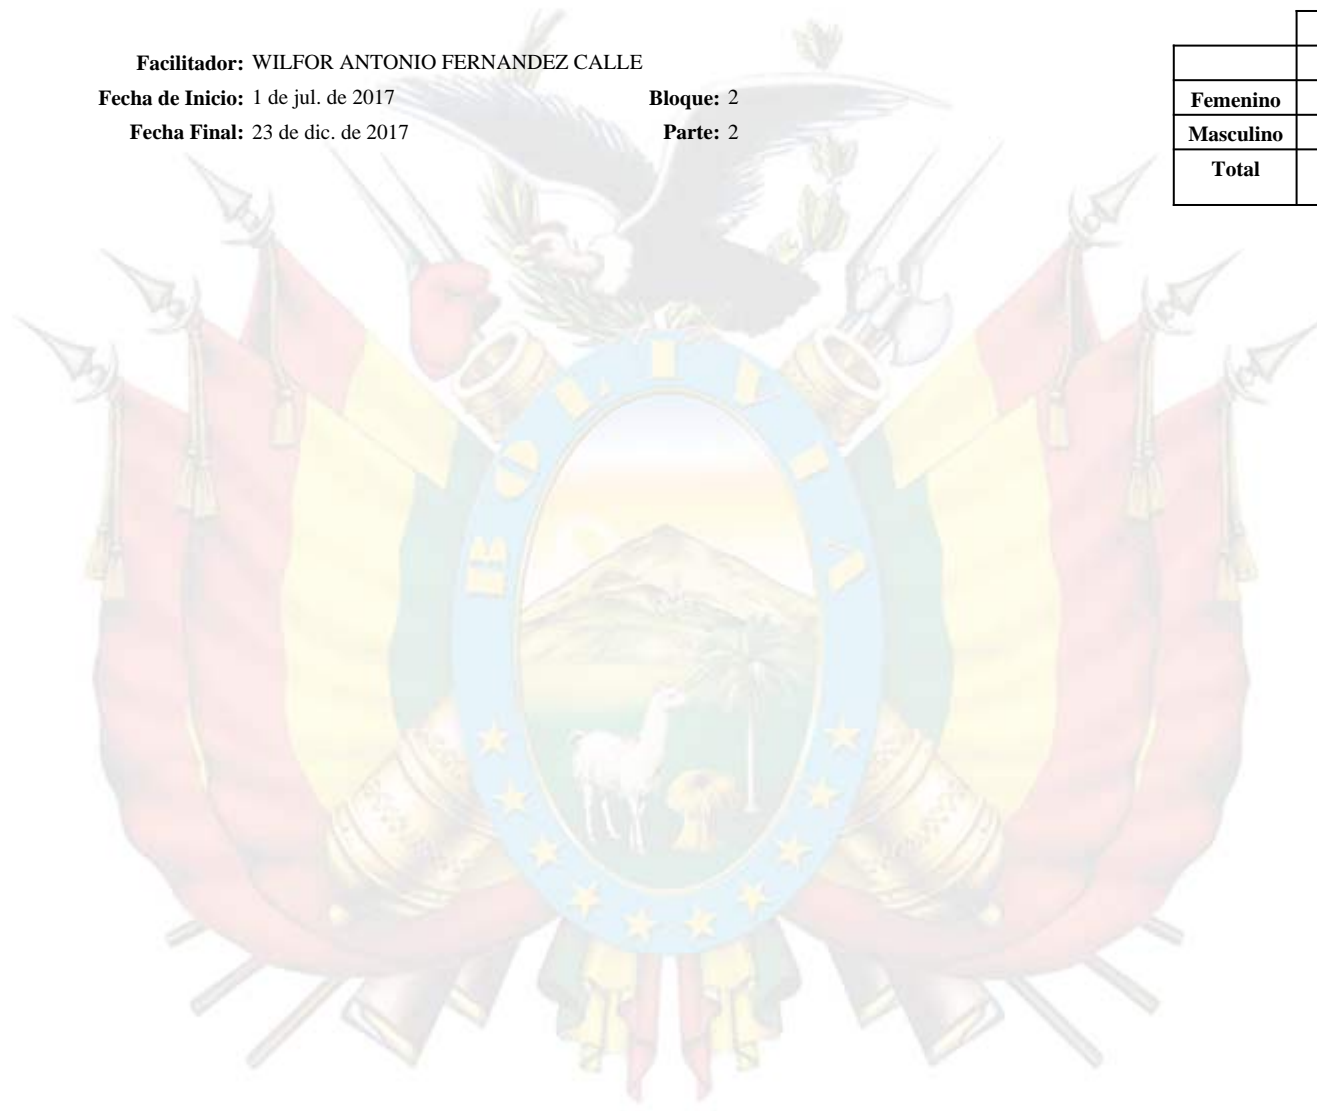 Facilitador: WILFOR ANTONIO FERNANDEZ CALLE
Fecha de Inicio: 1 de jul. de 2017 Bloque: 2
Fecha Final: 23 de dic. de 2017 Parte: 2
Femenino
Masculino
Total
BOLIVIA